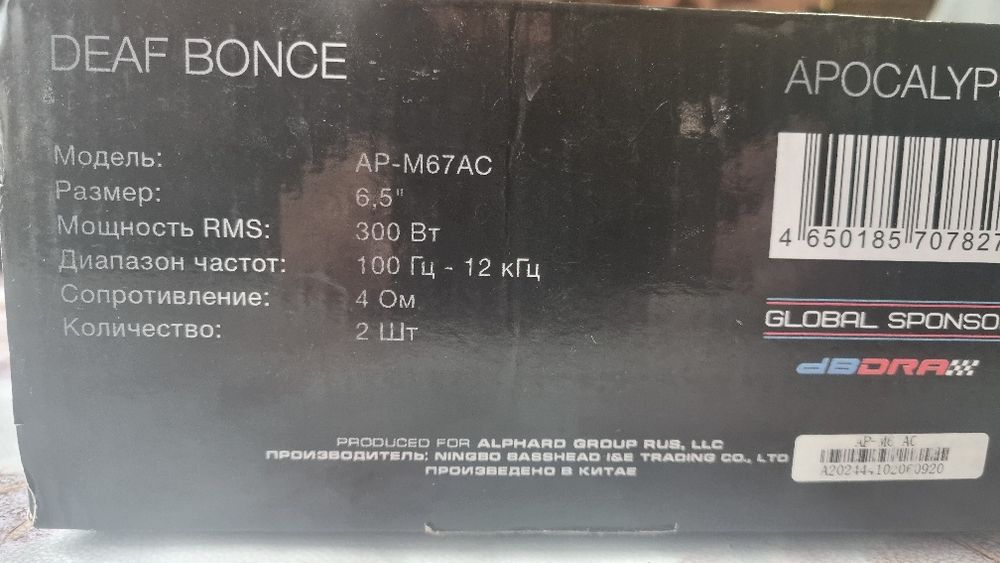 DEAF BONCE
APOCALYP
Модель: AP-M67AC
Размер: 6,5"
Мощность RMS: 300 Вт
Диапазон частот: 100 Гц - 12 кГц
Сопротивление: 4 Ом
Количество: 2 Шт
4 650185 707827
GLOBAL SPONSO
dBDRA
PRODUCED FOR ALPHARD GROUP RUS, LLC
ПРОИЗВОДИТЕЛЬ: NINGBO BASSHEAD I&E TRADING CO., LTD
ПРОИЗВЕДЕНО В КИТАЕ